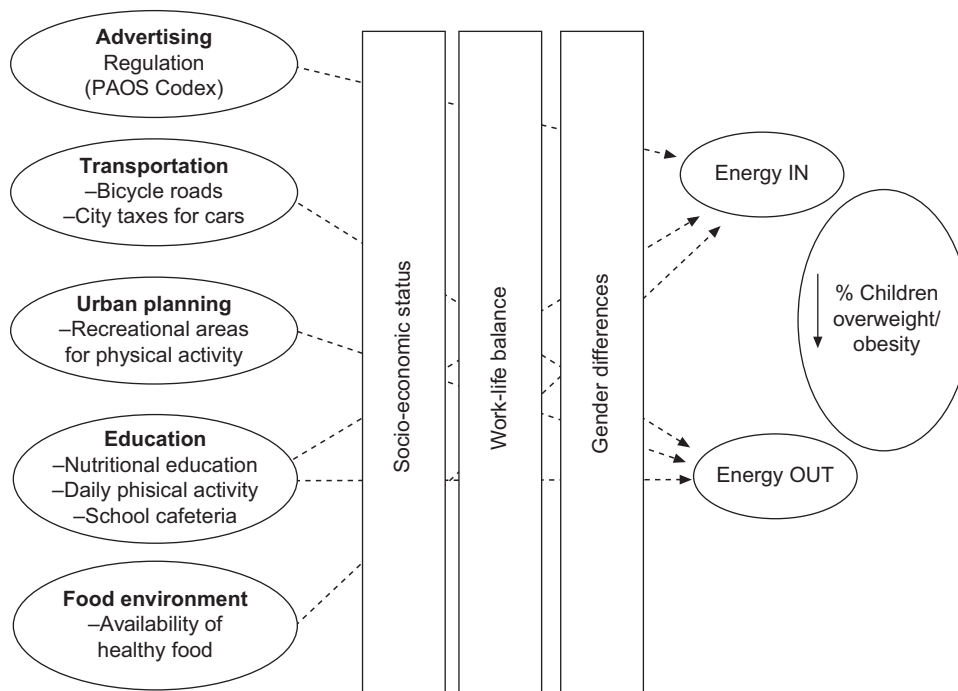 Advertising
Regulation
(PAOS Codex)
Transportation
–Bicycle roads
–City taxes for cars
Urban planning
–Recreational areas
for physical activity
Education
–Nutritional education
–Daily phisical activity
–School cafeteria
Food environment
–Availability of
healthy food
Socio-economic status
Work-life balance
Gender differences
Energy IN
Energy OUT
% Children
overweight/
obesity